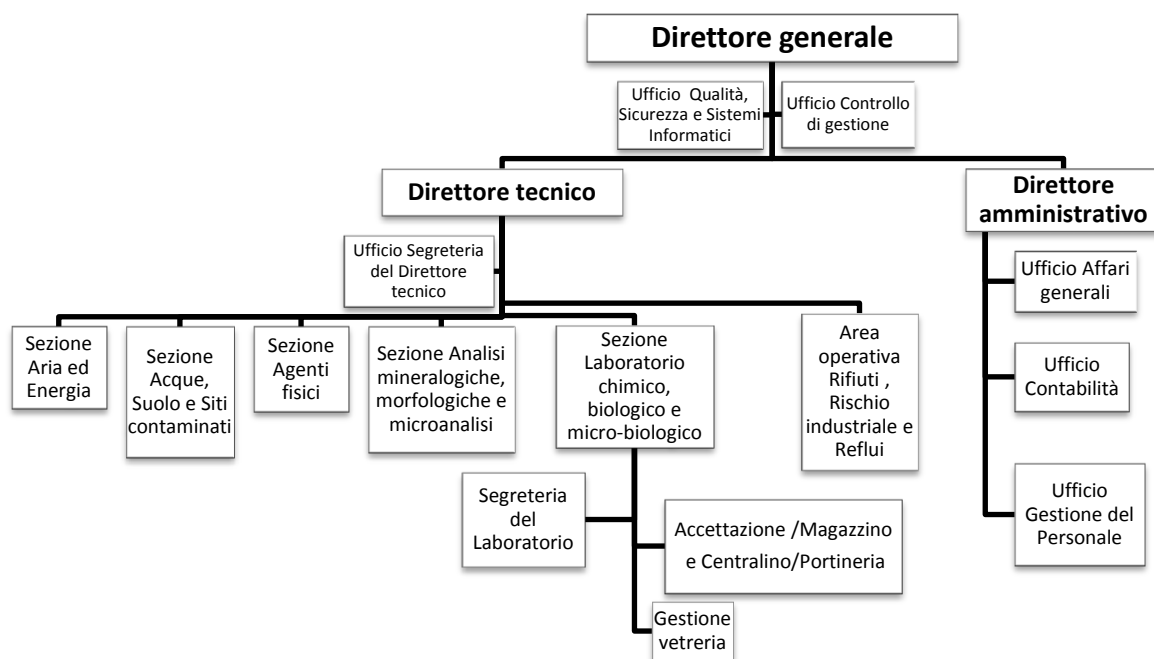 Direttore generale
Ufficio Qualità,
Sicurezza e Sistemi
Informatici
Ufficio Controllo
di gestione
Direttore tecnico
Direttore
amministrativo
Ufficio Segreteria
del Direttore
tecnico
Ufficio Affari
generali
Sezione
Aria ed
Energia
Sezione
Acque,
Suolo e Siti
contaminati
Sezione
Agenti
fisici
Sezione Analisi
mineralogiche,
morfologiche e
microanalisi
Sezione
Laboratorio
chimico,
biologico e
micro-biologico
Area
operativa
Rifiuti ,
Rischio
industriale e
Reflui
Ufficio
Contabilità
Segreteria
del
Laboratorio
Accettazione /Magazzino
e Centralino/Portineria
Ufficio
Gestione del
Personale
Gestione
vetreria